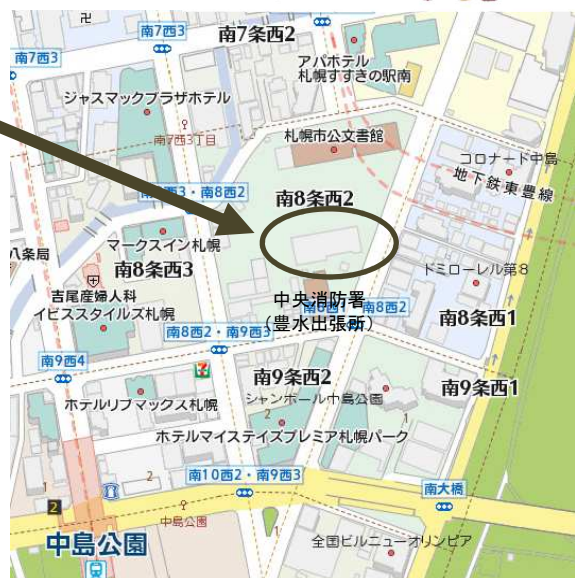 南7西3
南7条西2
南7西3
アパホテル
札幌すすきの駅南
ジャスマックプラザホテル
南7西3丁目
札幌市公文書館
コロナード中島
地下鉄東豊線
西3・南8西2
南8条西2
八条局
マークスイン札幌
南8条西3
ドミローレル第8
吉尾産婦人科
イビススタイルズ札幌
中央消防署
(豊水出張所)
南8西2
南8条西1
南8西2・南9西3
南9西4
南9条西2
南9条西1
シャンボール中島公園
ホテルリブマックス札幌
2
1
ホテルマイステイズプレミア札幌パーク
2
1
南10西2・南9西3
南大橋
2
中島公園
中島公園
1
全国ビルニューオリンピア